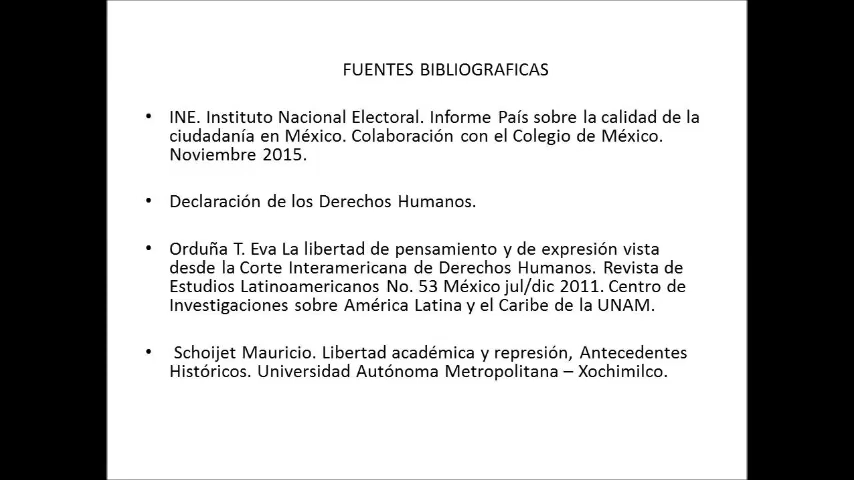 FUENTES BIBLIOGRAFICAS
• INE. Instituto Nacional Electoral. Informe País sobre la calidad de la
ciudadanía en México. Colaboración con el Colegio de México.
Noviembre 2015.
• Declaración de los Derechos Humanos.
• Orduña T. Eva La libertad de pensamiento y de expresión vista
desde la Corte Interamericana de Derechos Humanos. Revista de
Estudios Latinoamericanos No. 53 México jul/dic 2011. Centro de
Investigaciones sobre América Latina y el Caribe de la UNAM.
• Schoijet Mauricio. Libertad académica y represión, Antecedentes
Históricos. Universidad Autónoma Metropolitana – Xochimilco.